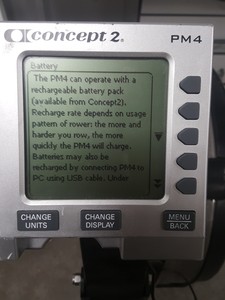 concept 2.
PM4
Battery
The PM4 can operate with a
rechargeable battery pack
(available from Concept2).
Recharge rate depends on usage
pattern of rower: the more and
harder you row, the more
quickly the PM4 will charge.
Batteries may also be
recharged by connecting PM4 to
PC using USB cable. Under
CHANGE
UNITS
CHANGE
DISPLAY
MENU
BACK